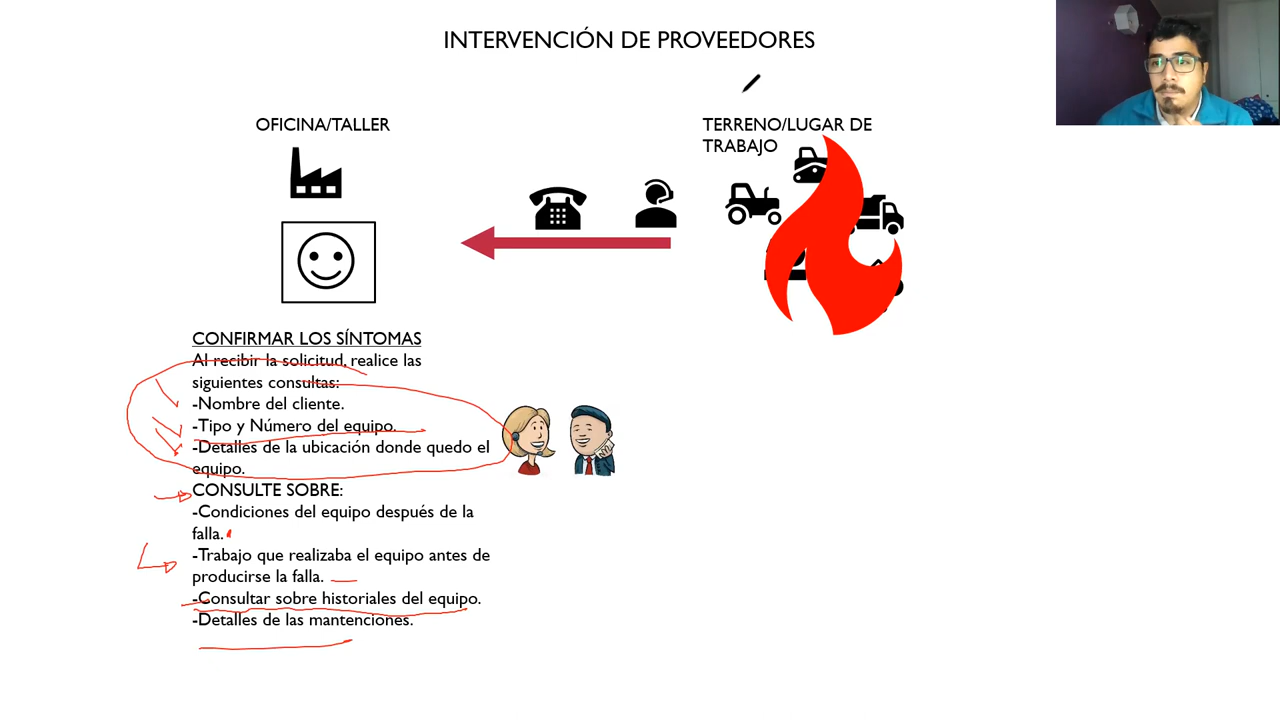 INTERVENCIÓN DE PROVEEDORES
OFICINA/TALLER
TERRENO/LUGAR DE
TRABAJO
CONFIRMAR LOS SÍNTOMAS
Al recibir la solicitud, realice las
siguientes consultas:
-Nombre del cliente.
-Tipo y Número del equipo.
-Detalles de la ubicación donde quedo el
equipo.
CONSULTE SOBRE:
-Condiciones del equipo después de la
falla.
-Trabajo que realizaba el equipo antes de
producirse la falla.
-Consultar sobre historiales del equipo.
-Detalles de las mantenciones.